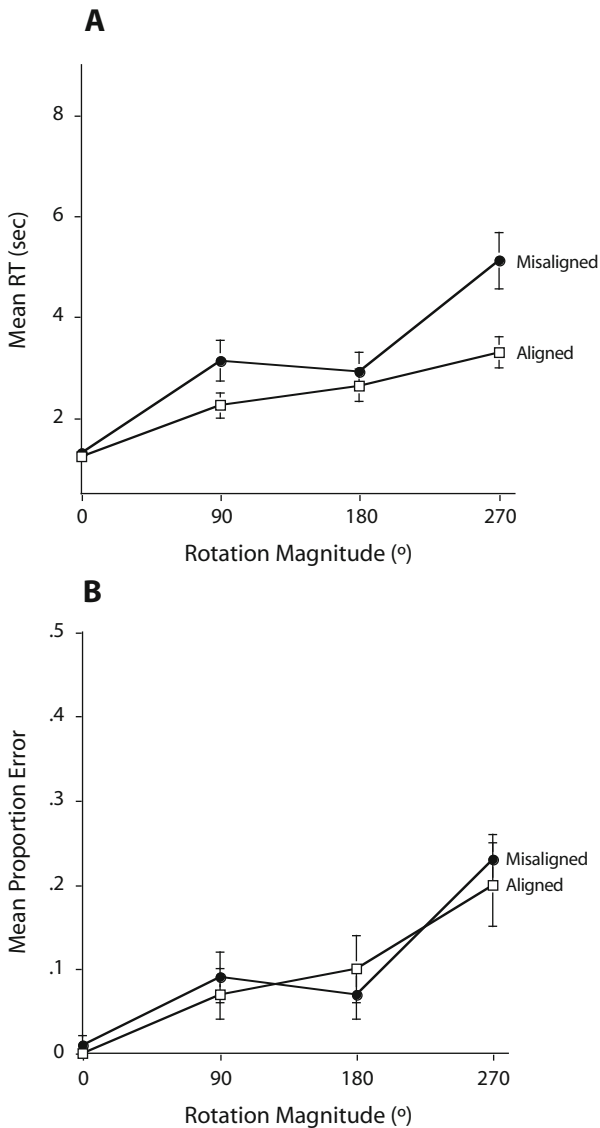 A
8
6
4
2
Mean RT (sec)
Misaligned
Aligned
0 90 180 270
Rotation Magnitude (º)
B
.5
.4
.3
.2
.1
0
Mean Proportion Error
Misaligned
Aligned
0 90 180 270
Rotation Magnitude (º)